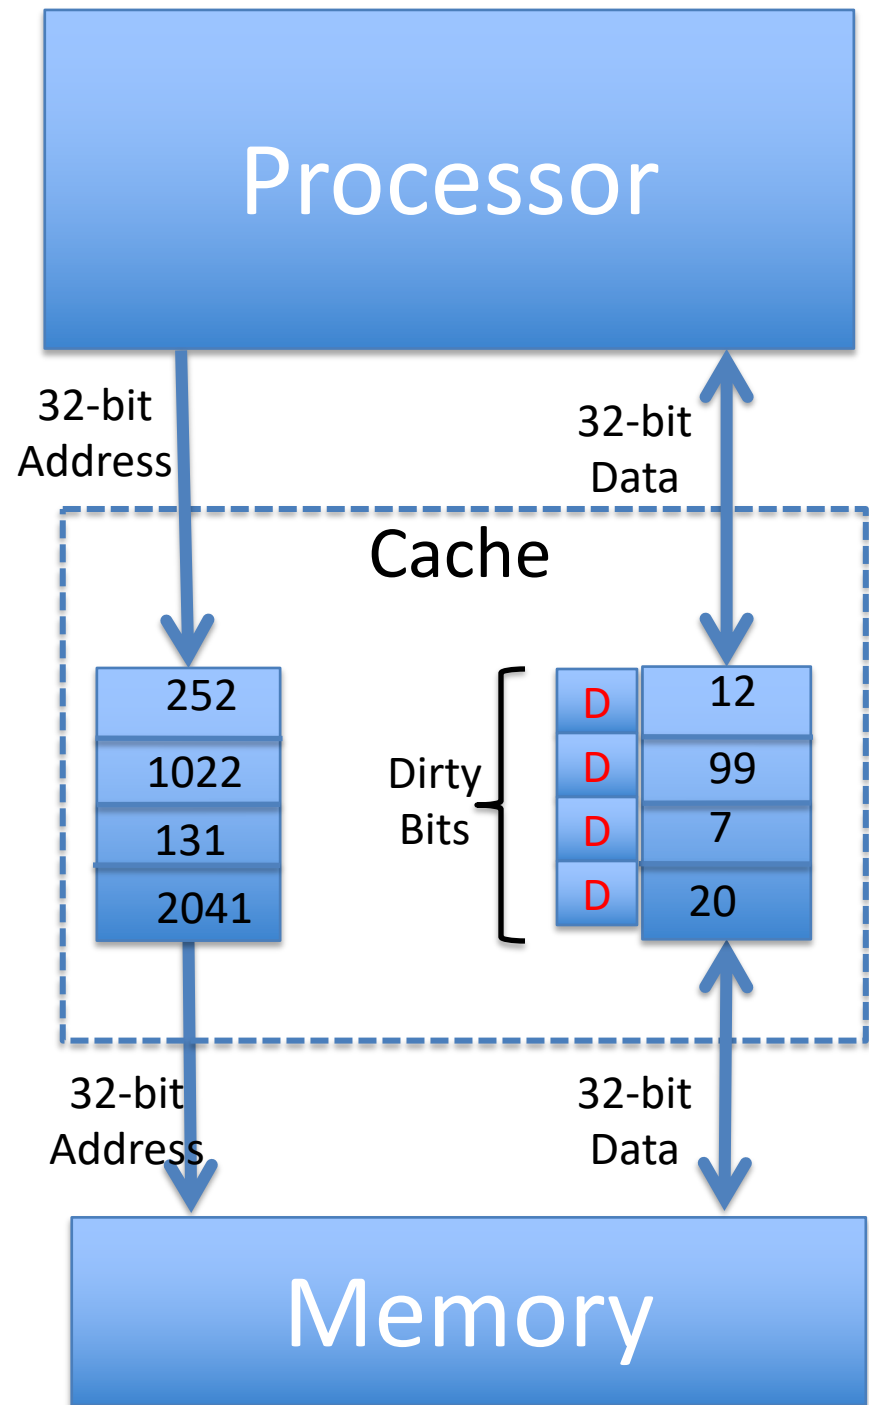 Processor
32-bit
Address
32-bit
Data
Cache
252
D
12
1022
Dirty
Bits
D
99
131
D
7
2041
D
20
32-bit
Address
32-bit
Data
Memory